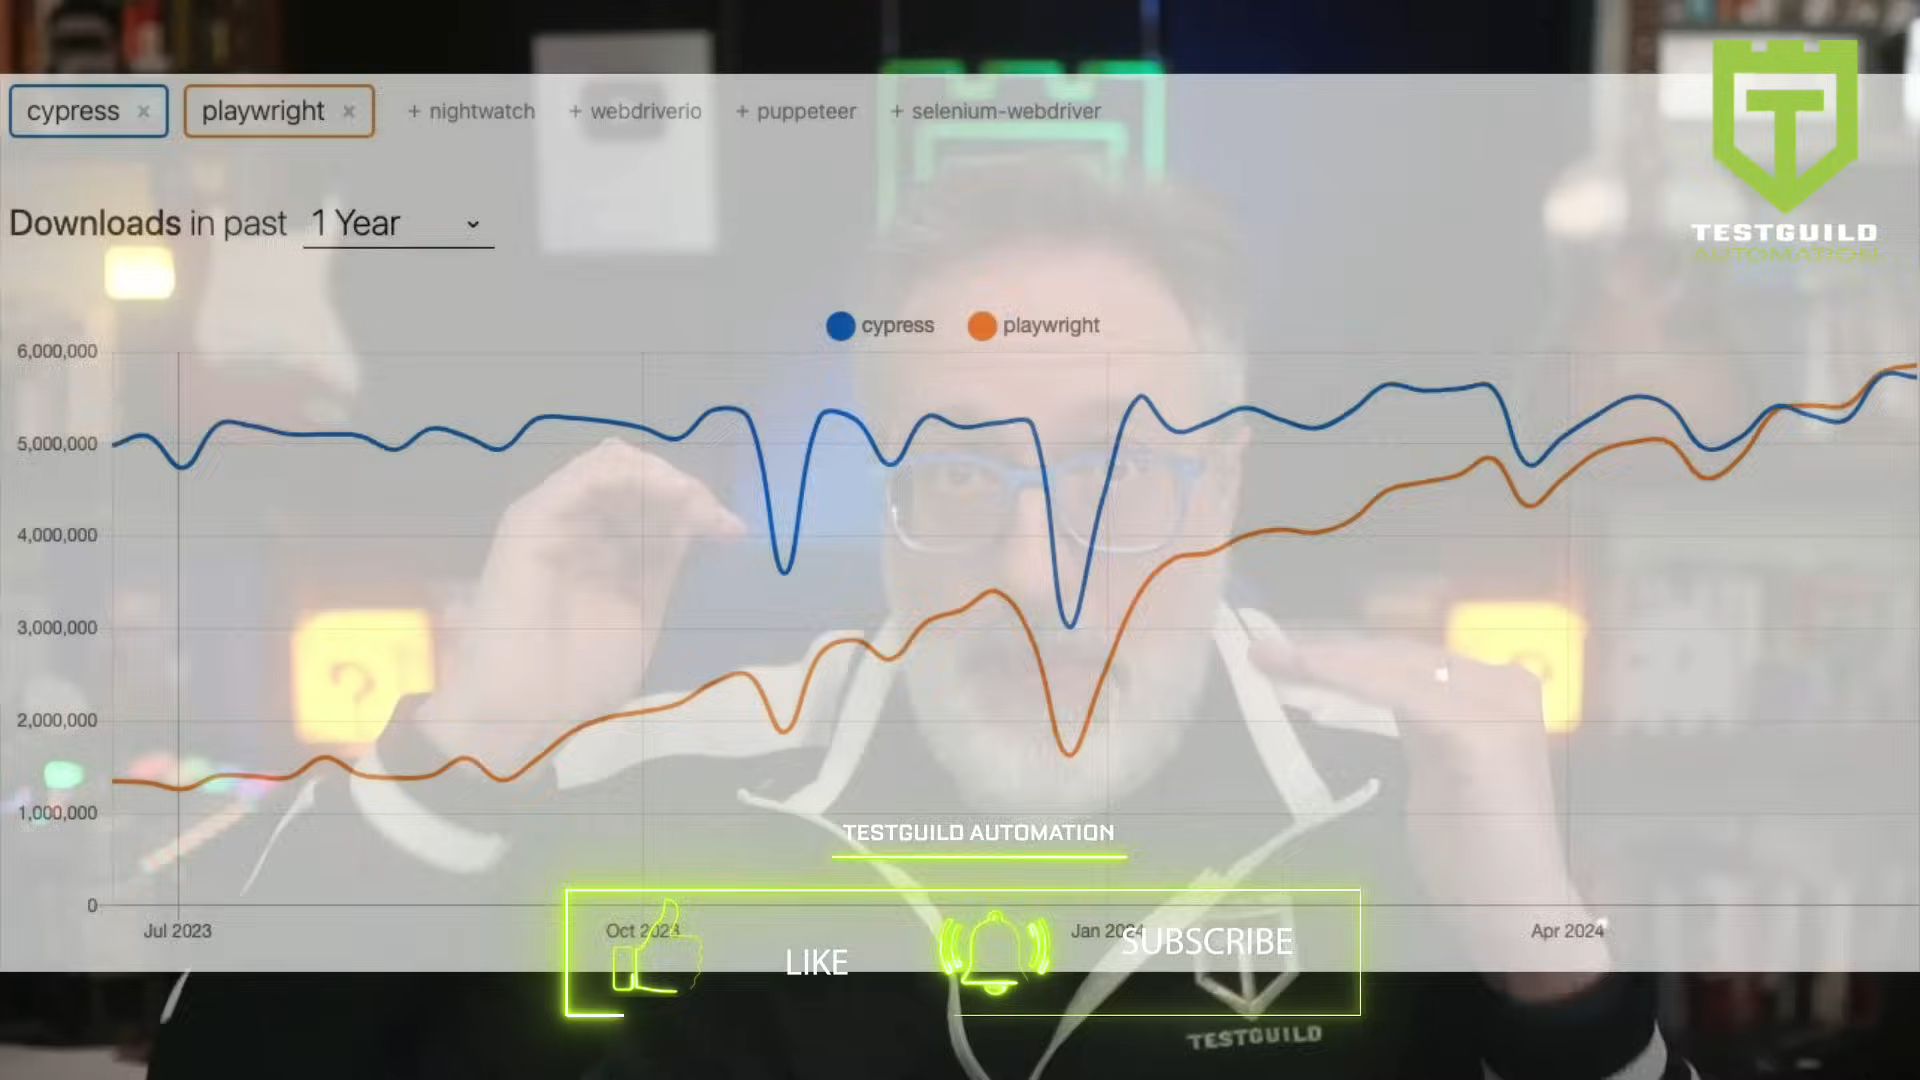 cypress × playwright × + nightwatch + webdriverio + puppeteer + selenium-webdriver
Downloads in past 1 Year
TESTGUILD
AUTOMATION
cypress playwright
6,000,000
5,000,000
4,000,000
3,000,000
2,000,000
1,000,000
0
Jul 2023 Oct 2023 Jan 2024 Apr 2024
TESTGUILD AUTOMATION
LIKE SUBSCRIBE
TESTGUILD